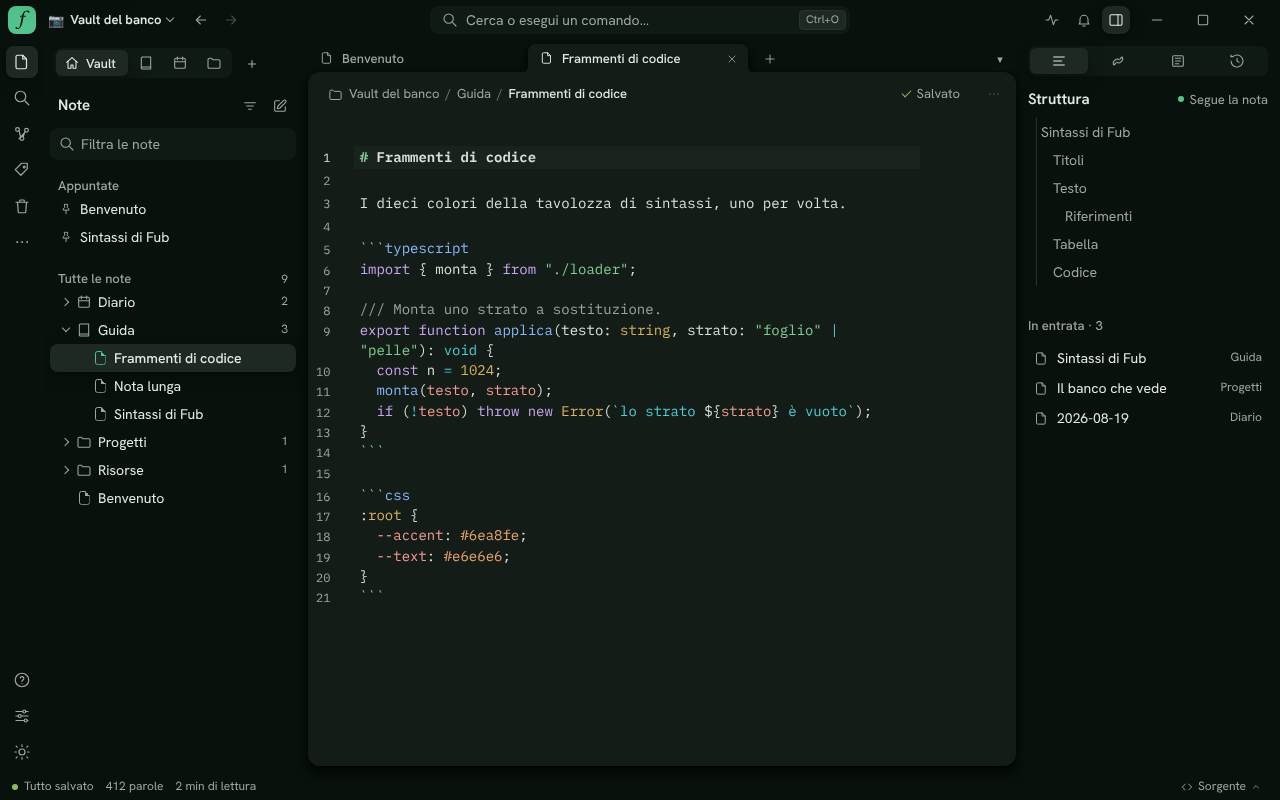 f
Vault del banco
Cerca o esegui un comando…
Ctrl+O
Vault
Note
Filtra le note
Appuntate
Benvenuto
Sintassi di Fub
Tutte le note 9
Diario 2
Guida 3
Frammenti di codice
Nota lunga
Sintassi di Fub
Progetti 1
Risorse 1
Benvenuto
Benvenuto
Frammenti di codice
Vault del banco / Guida / Frammenti di codice
Salvato
1 # Frammenti di codice
2
3 I dieci colori della tavolozza di sintassi, uno per volta.
4
5 ```typescript
6 import { monta } from "./loader";
7
8 /// Monta uno strato a sostituzione.
9 export function applica(testo: string, strato: "foglio" |
"pelle"): void {
10 const n = 1024;
11 monta(testo, strato);
12 if (!testo) throw new Error(`lo strato ${strato} è vuoto`);
13 }
14 ```
15
16 ```css
17 :root {
18 --accent: #6ea8fe;
19 --text: #e6e6e6;
20 }
21 ```
Struttura
Segue la nota
Sintassi di Fub
Titoli
Testo
Riferimenti
Tabella
Codice
In entrata · 3
Sintassi di Fub Guida
Il banco che vede Progetti
2026-08-19 Diario
Tutto salvato 412 parole 2 min di lettura
Sorgente